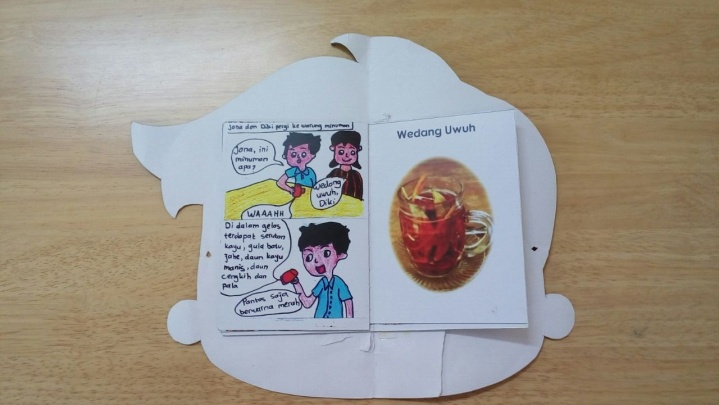 Jona dan Diki pergi ke warung minuman
Jona, ini
minuman
apa?
Wedang
uwuh,
Diki
WAAAHH
Di dalam gelas
terdapat serutan
kayu, gula batu,
jahe, daun kayu
manis, daun
cengkih dan
pala
Pantas saja
berwarna merah
Wedang Uwuh